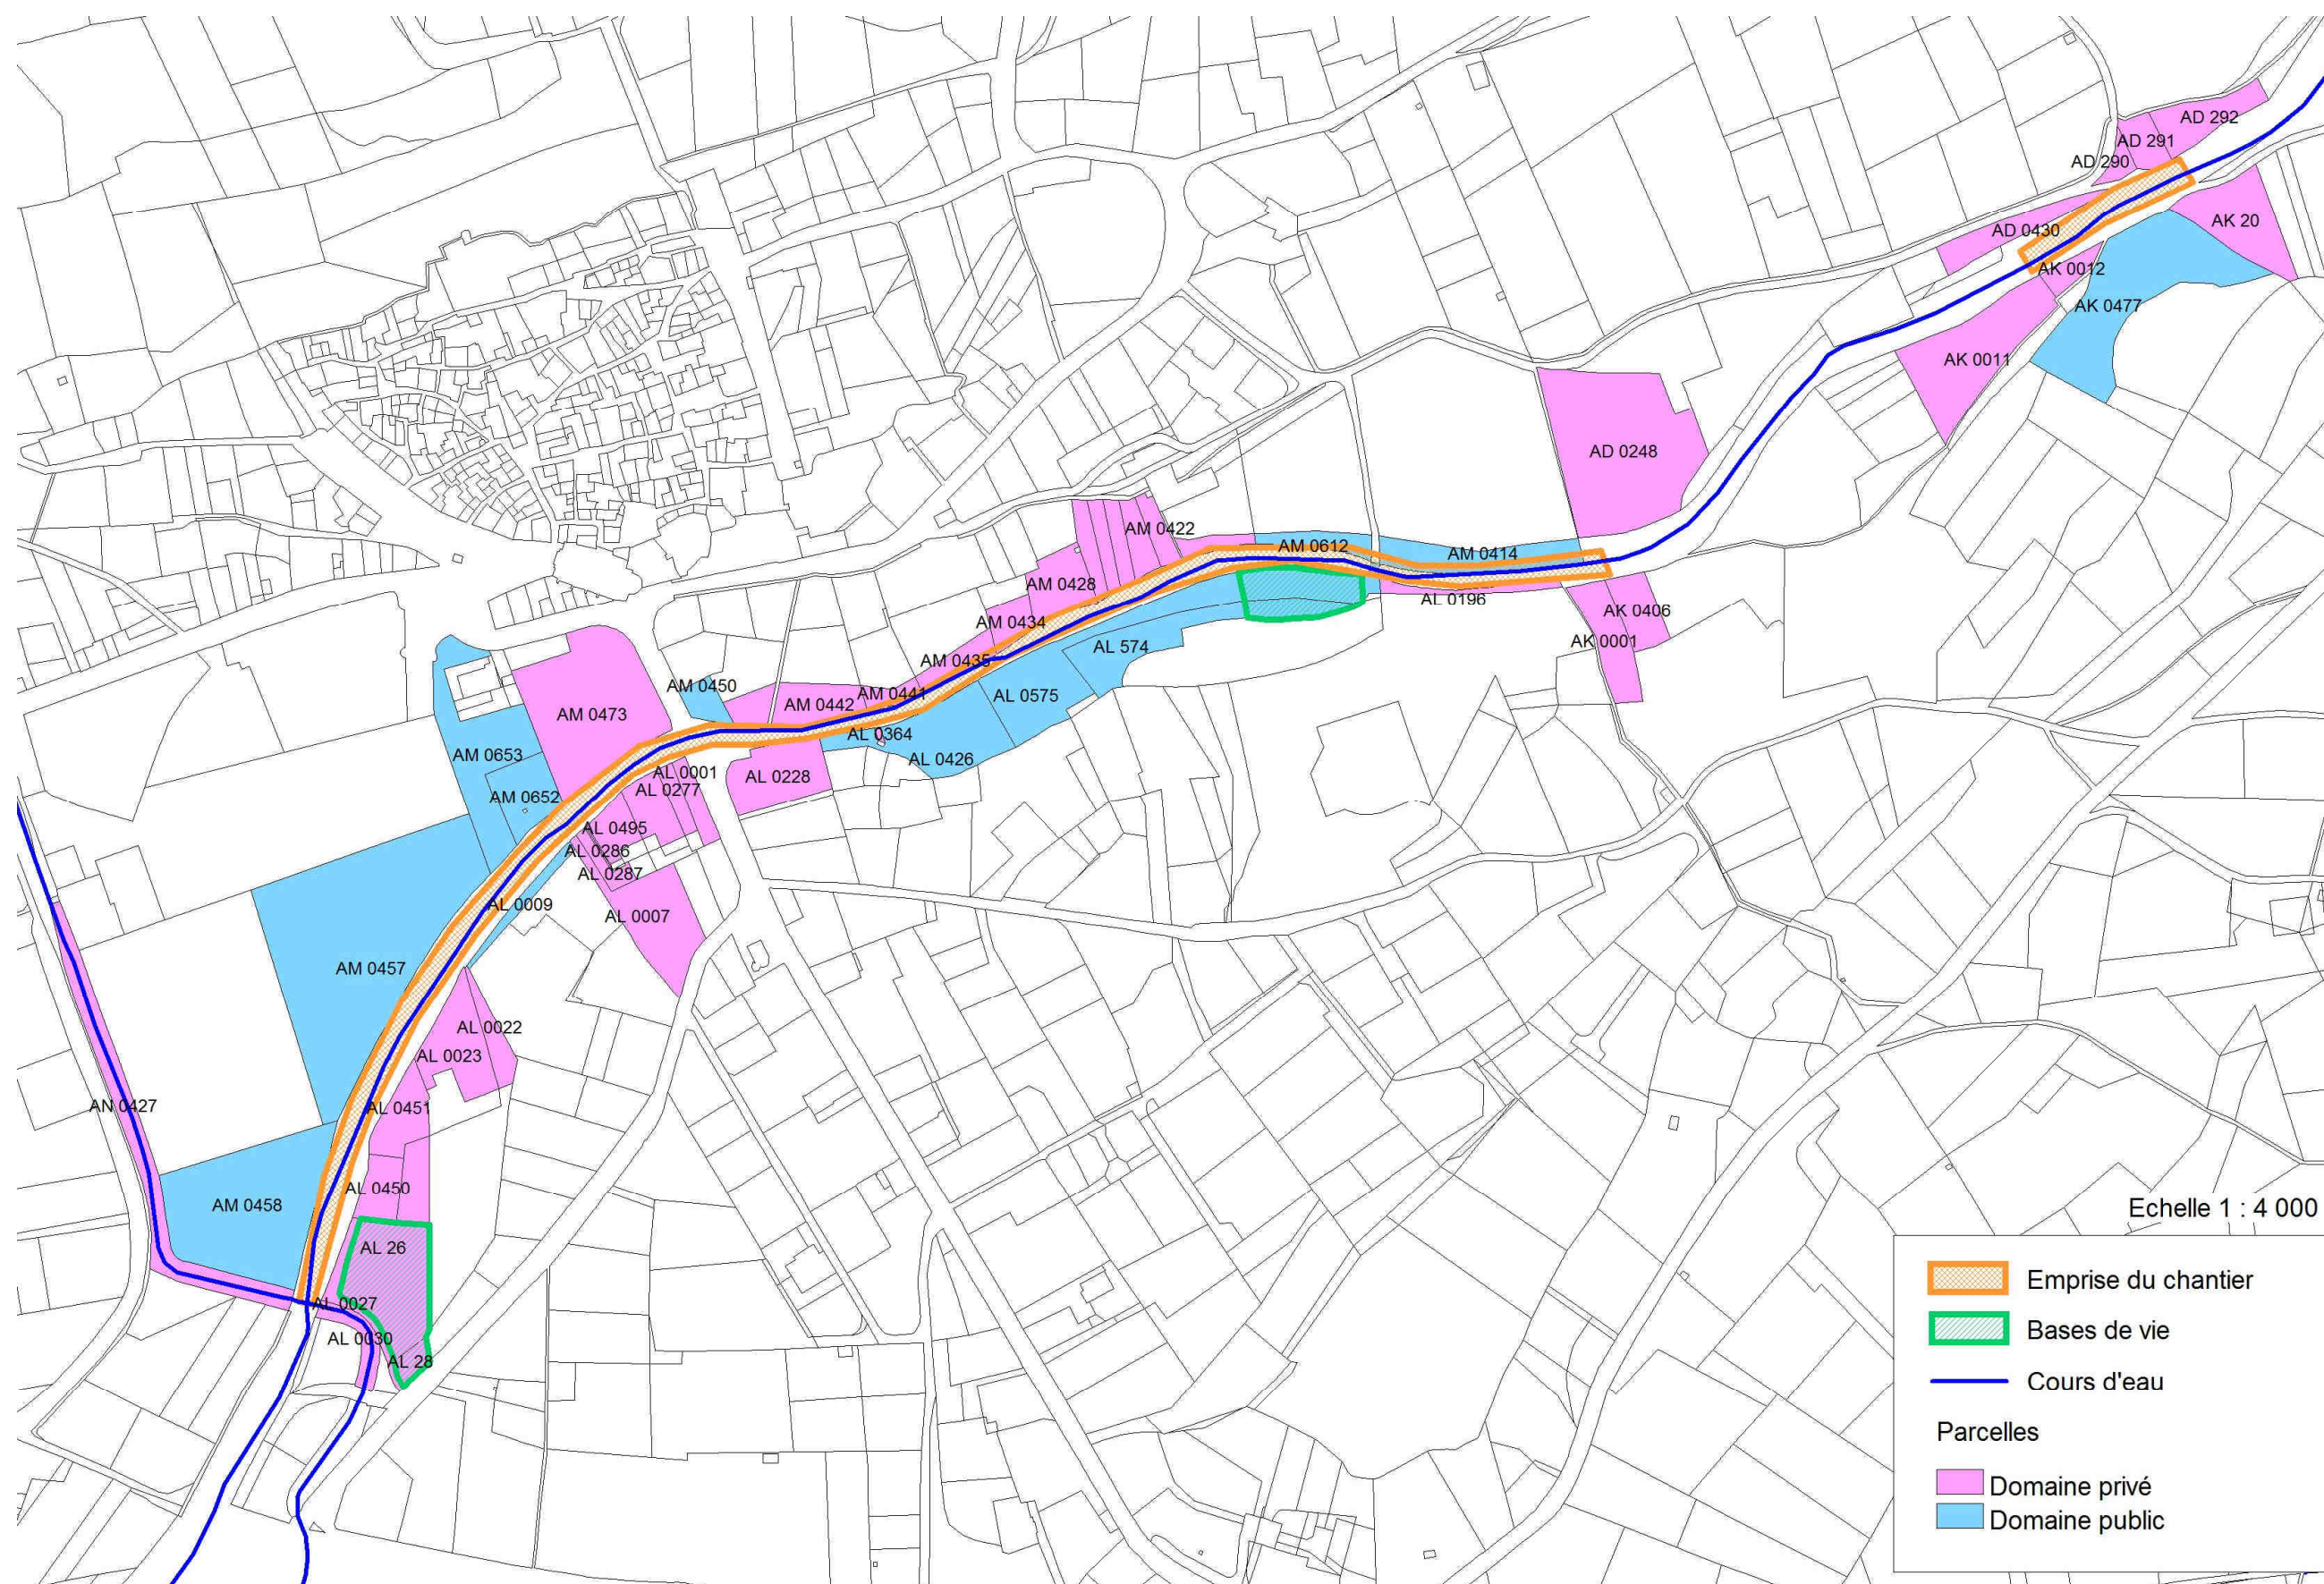 AD 292
AD 291
AD 290
AK 20
AD 0430
AK 0012
AK 0477
AK 0011
AD 0248
AM 0422
AM 0612
AM 0414
AM 0428
AL 0196
AK 0406
AM 0434
AK 0001
AL 574
AM 0435
AM 0450
AM 0441
AL 0575
AM 0442
AM 0473
AL 0364
AM 0653
AL 0426
AL 0001
AL 0228
AL 0277
AM 0652
AL 0495
AL 0286
AL 0287
AL 0009
AL 0007
AM 0457
AL 0022
AL 0023
AN 0427
AL 0451
AL 0450
AM 0458
AL 26
AL 0027
AL 0030
AL 28
Echelle 1 : 4 000
Emprise du chantier
Bases de vie
Cours d'eau
Parcelles
Domaine privé
Domaine public